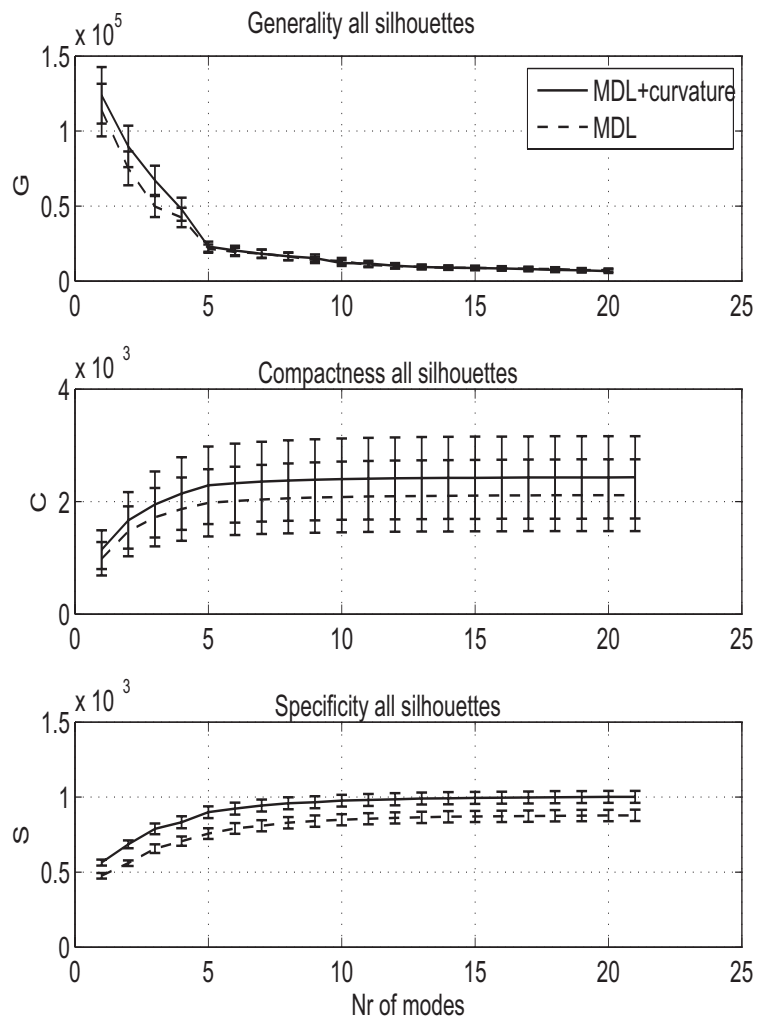 Generality all silhouettes
x 10 5
1.5
1
0.5
0
G
MDL+curvature
MDL
0 5 10 15 20 25
Compactness all silhouettes
x 10 3
4
2
0
C
0 5 10 15 20 25
Specificity all silhouettes
x 10 3
1.5
1
0.5
0
S
0 5 10 15 20 25
Nr of modes